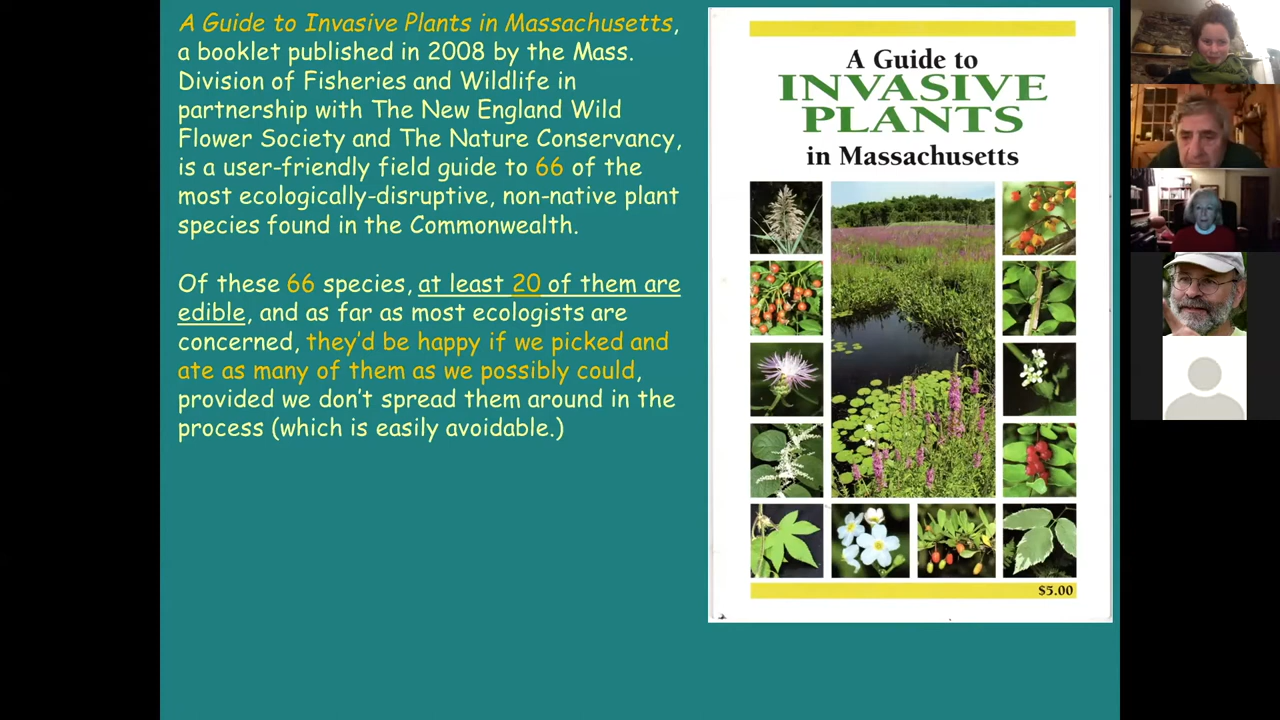 A Guide to Invasive Plants in Massachusetts,
a booklet published in 2008 by the Mass.
Division of Fisheries and Wildlife in
partnership with The New England Wild
Flower Society and The Nature Conservancy,
is a user-friendly field guide to 66 of the
most ecologically-disruptive, non-native plant
species found in the Commonwealth.
Of these 66 species, at least 20 of them are
edible, and as far as most ecologists are
concerned, they'd be happy if we picked and
ate as many of them as we possibly could,
provided we don't spread them around in the
process (which is easily avoidable.)
A Guide to
INVASIVE
PLANTS
in Massachusetts
$5.00